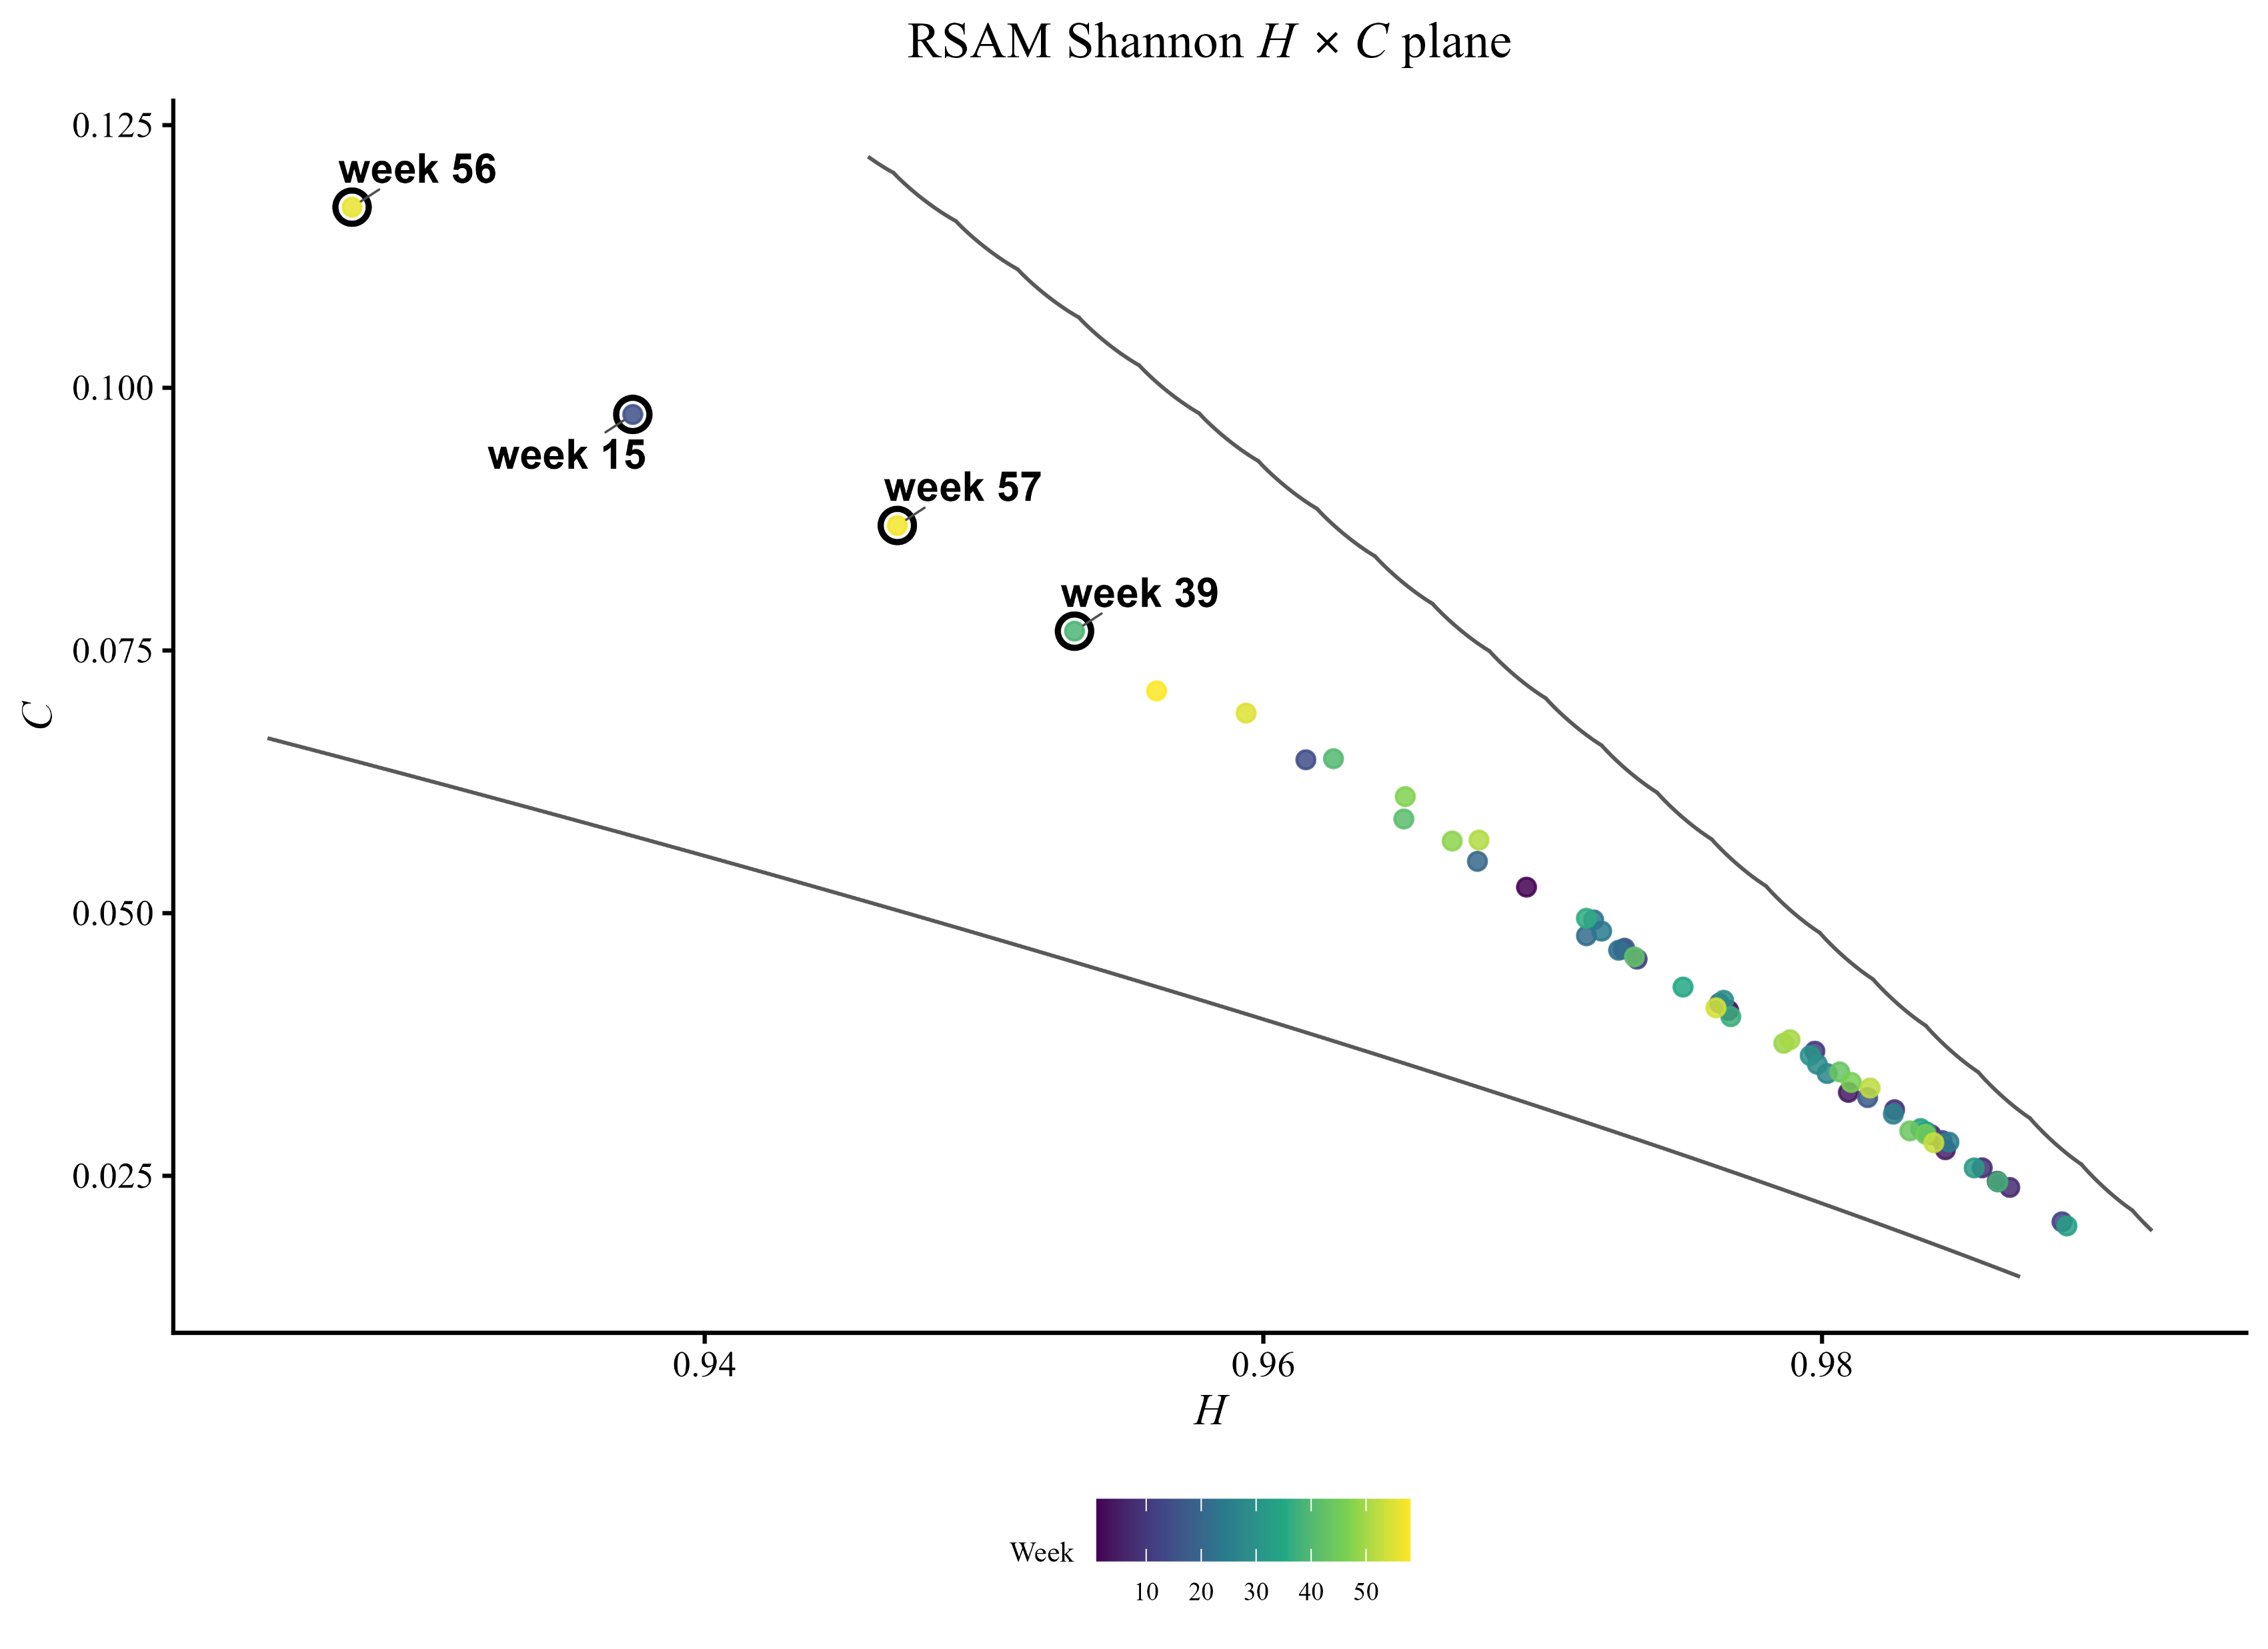 RSAM Shannon H × C plane
0.125
week 56
0.100
week 15
week 57
week 39
0.075
C
0.050
0.025
0.94 0.96 0.98
H
Week
10 20 30 40 50